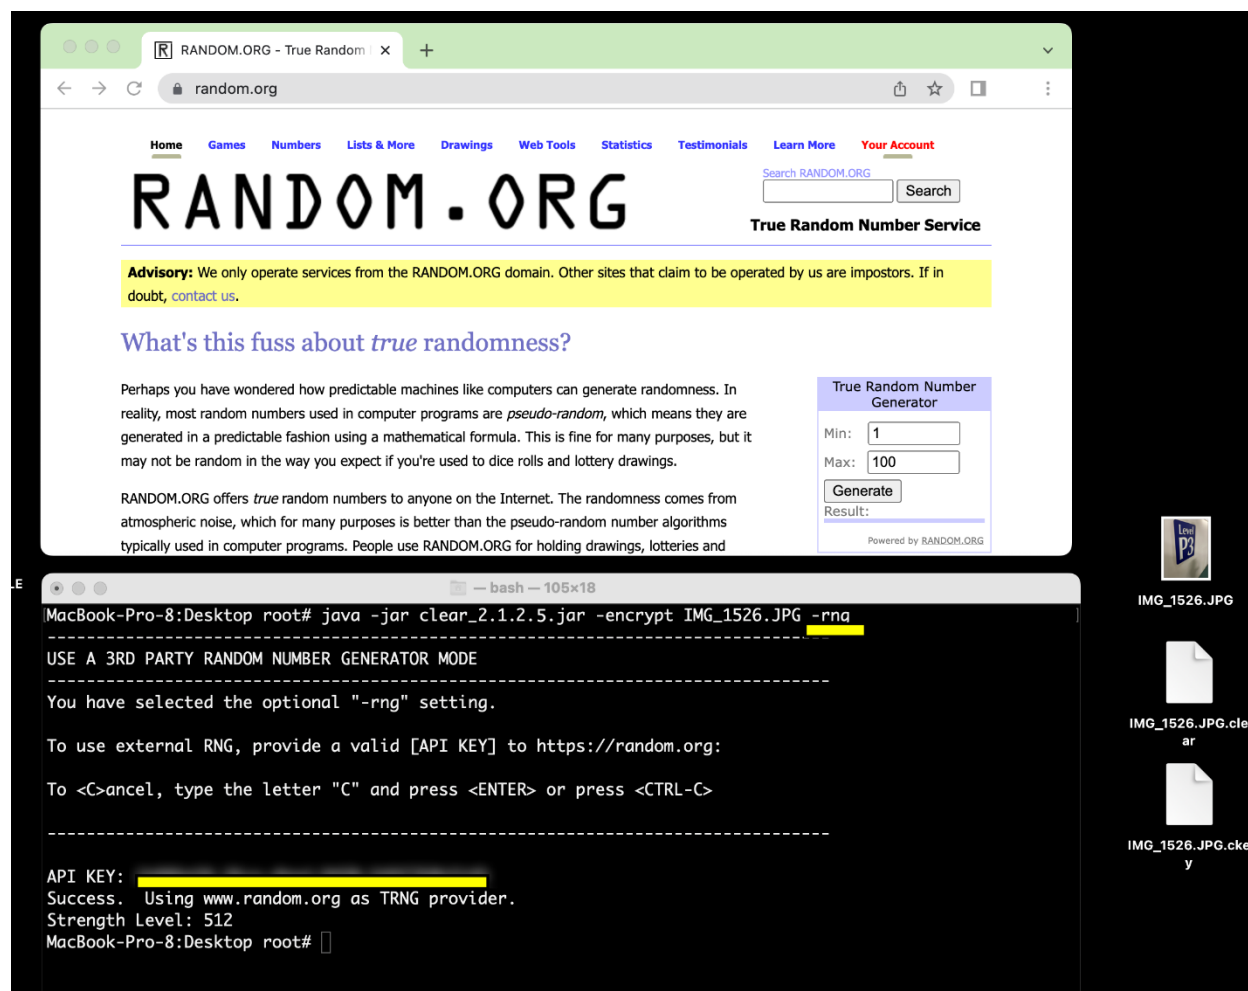 RANDOM.ORG - True Random
random.org
Home Games Numbers Lists & More Drawings Web Tools Statistics Testimonials Learn More Your Account
RANDOM.ORG
Search RANDOM.ORG
Search
True Random Number Service
Advisory: We only operate services from the RANDOM.ORG domain. Other sites that claim to be operated by us are impostors. If in
doubt, contact us.
What's this fuss about true randomness?
Perhaps you have wondered how predictable machines like computers can generate randomness. In
reality, most random numbers used in computer programs are pseudo-random, which means they are
generated in a predictable fashion using a mathematical formula. This is fine for many purposes, but it
may not be random in the way you expect if you're used to dice rolls and lottery drawings.
RANDOM.ORG offers true random numbers to anyone on the Internet. The randomness comes from
atmospheric noise, which for many purposes is better than the pseudo-random number algorithms
typically used in computer programs. People use RANDOM.ORG for holding drawings, lotteries and
True Random Number
Generator
Min: 1
Max: 100
Generate
Result:
Powered by RANDOM.ORG
LE
— bash — 105×18
MacBook-Pro-8:Desktop root# java -jar clear_2.1.2.5.jar -encrypt IMG_1526.JPG -rng
--------------------------------------------------------------------------------
USE A 3RD PARTY RANDOM NUMBER GENERATOR MODE
--------------------------------------------------------------------------------
You have selected the optional "-rng" setting.
To use external RNG, provide a valid [API KEY] to https://random.org:
To <C>ancel, type the letter "C" and press <ENTER> or press <CTRL-C>
--------------------------------------------------------------------------------
API KEY:
Success.  Using www.random.org as TRNG provider.
Strength Level: 512
MacBook-Pro-8:Desktop root#
Level
P3
IMG_1526.JPG
IMG_1526.JPG.cle
ar
IMG_1526.JPG.cke
y